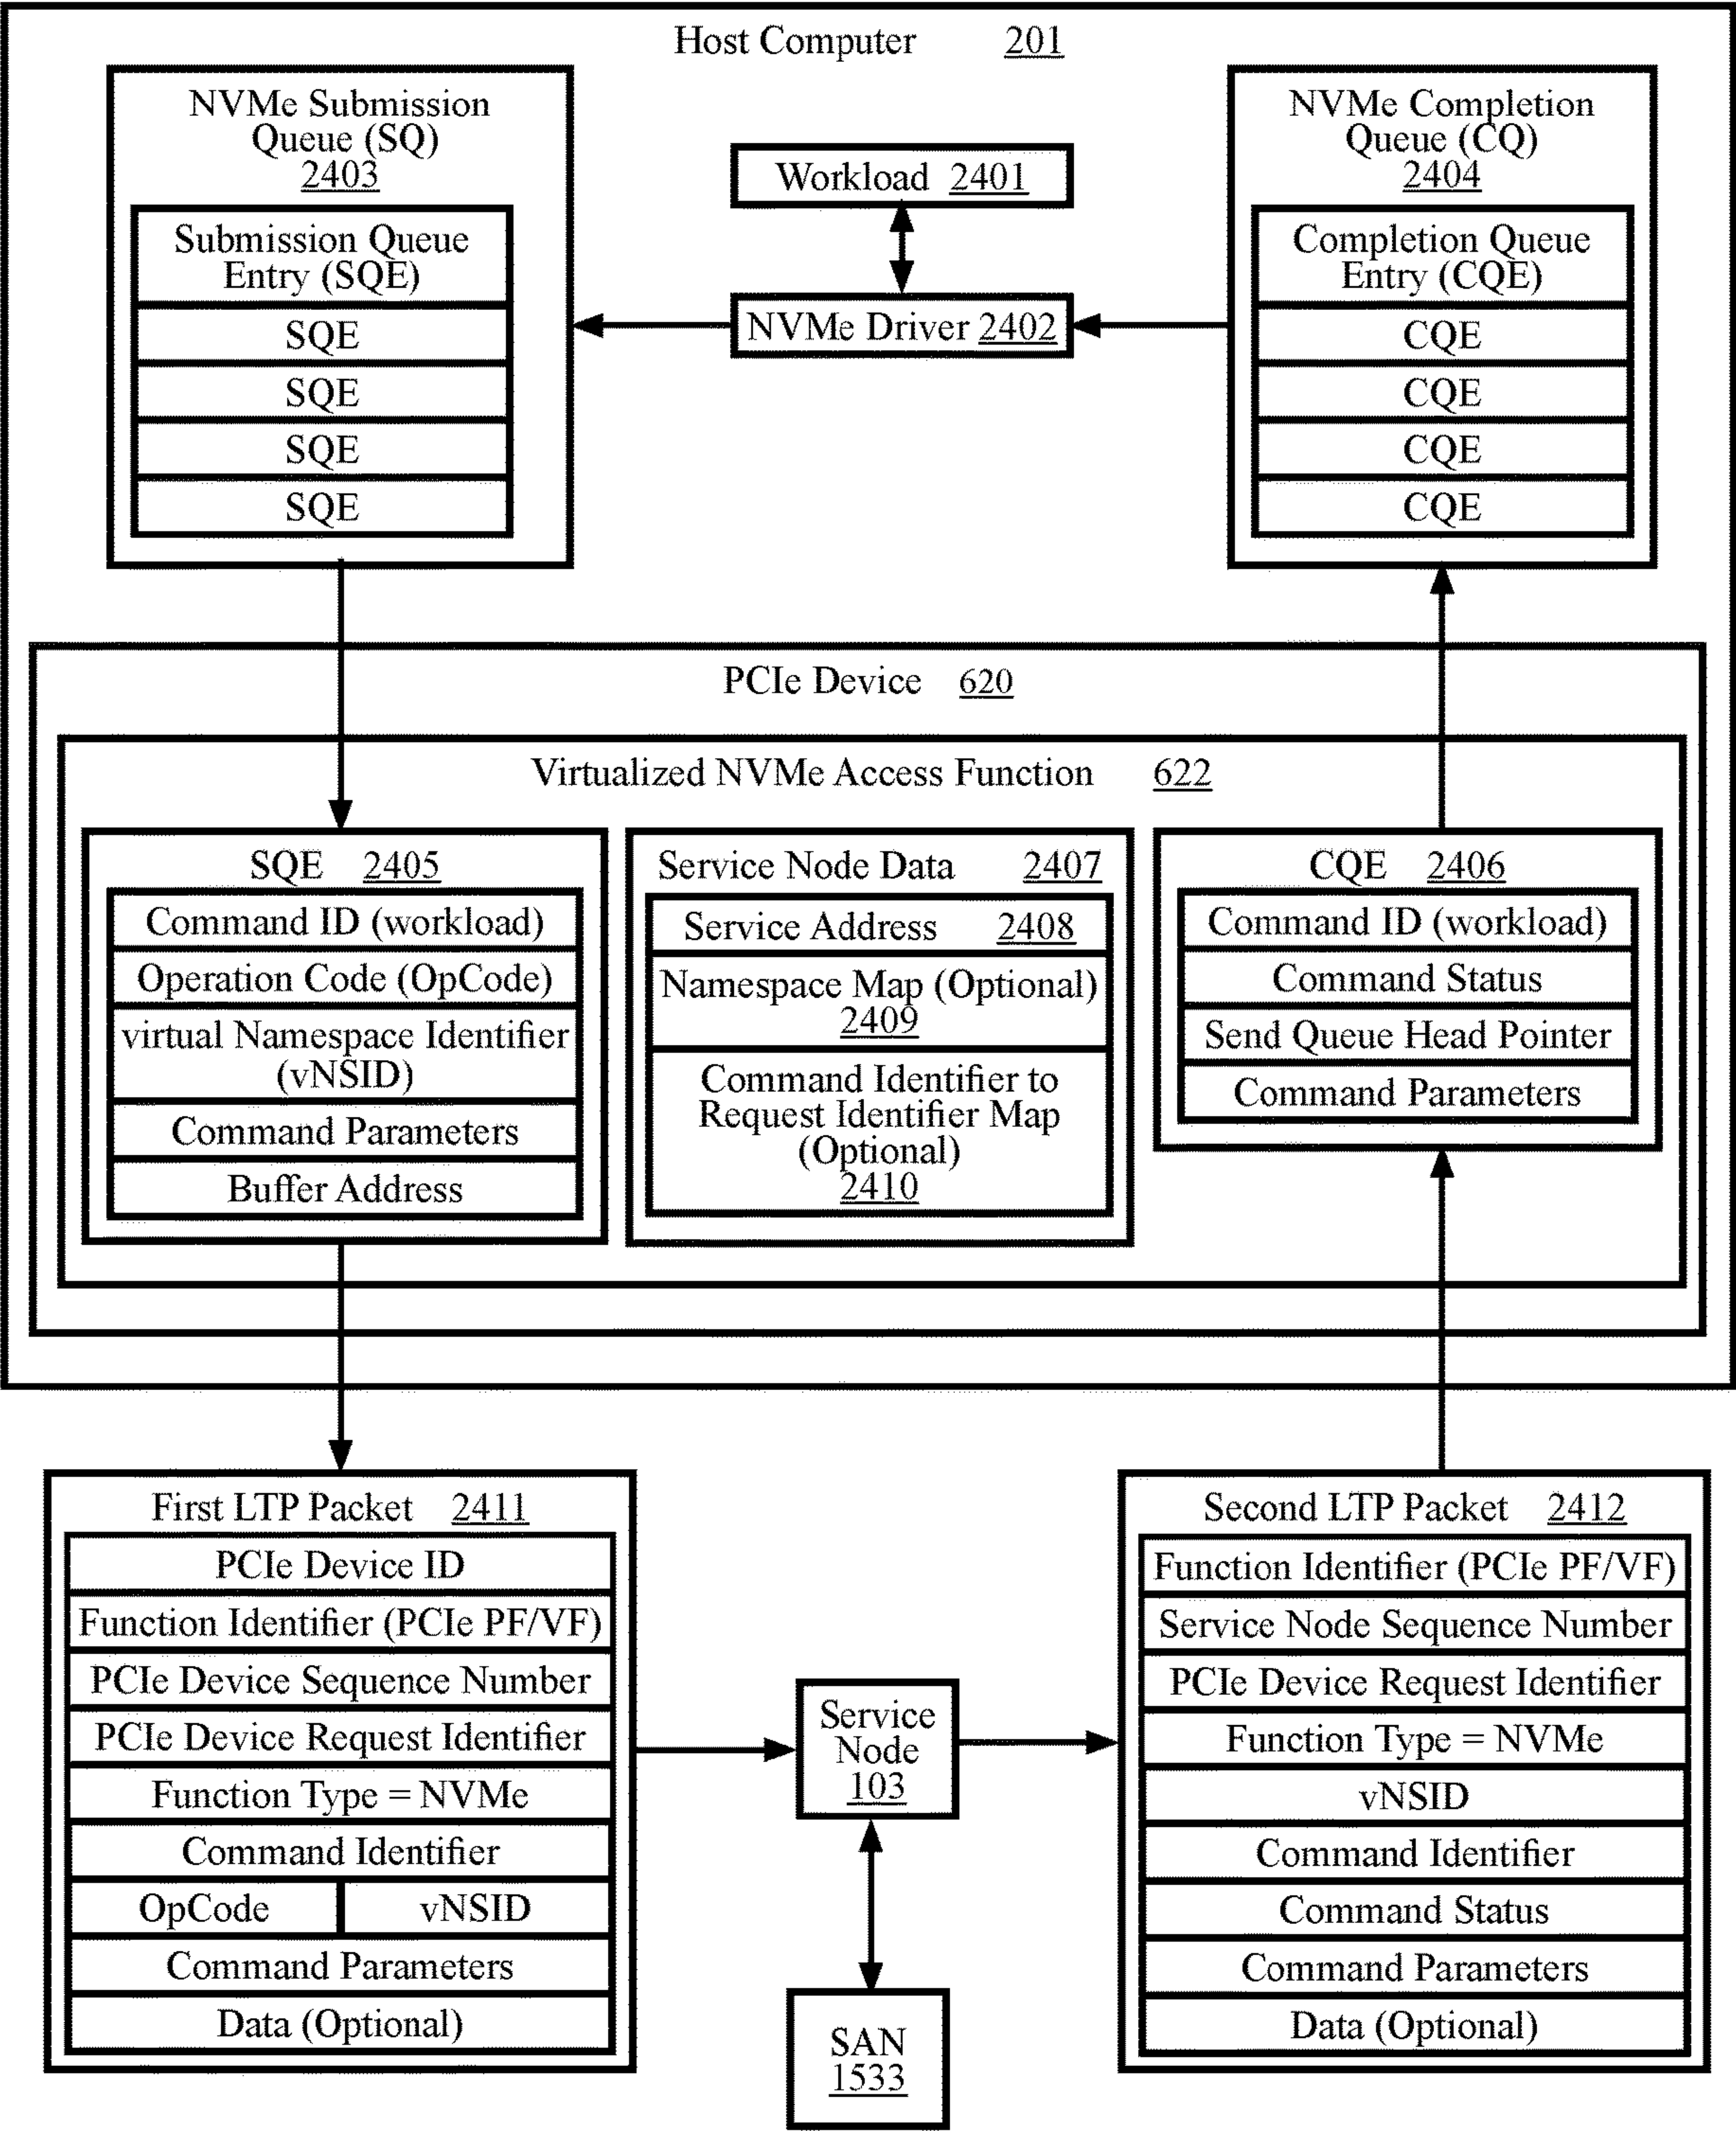 Host Computer 201
NVMe Submission
Queue (SQ)
2403
Submission Queue
Entry (SQE)
SQE
SQE
SQE
SQE
Workload 2401
NVMe Driver 2402
NVMe Completion
Queue (CQ)
2404
Completion Queue
Entry (CQE)
CQE
CQE
CQE
CQE
PCIe Device 620
Virtualized NVMe Access Function 622
SQE 2405
Command ID (workload)
Operation Code (OpCode)
virtual Namespace Identifier
(vNSID)
Command Parameters
Buffer Address
Service Node Data 2407
Service Address 2408
Namespace Map (Optional)
2409
Command Identifier to
Request Identifier Map
(Optional)
2410
CQE 2406
Command ID (workload)
Command Status
Send Queue Head Pointer
Command Parameters
First LTP Packet 2411
PCIe Device ID
Function Identifier (PCIe PF/VF)
PCIe Device Sequence Number
PCIe Device Request Identifier
Function Type = NVMe
Command Identifier
OpCode vNSID
Command Parameters
Data (Optional)
Service
Node
103
SAN
1533
Second LTP Packet 2412
Function Identifier (PCIe PF/VF)
Service Node Sequence Number
PCIe Device Request Identifier
Function Type = NVMe
vNSID
Command Identifier
Command Status
Command Parameters
Data (Optional)